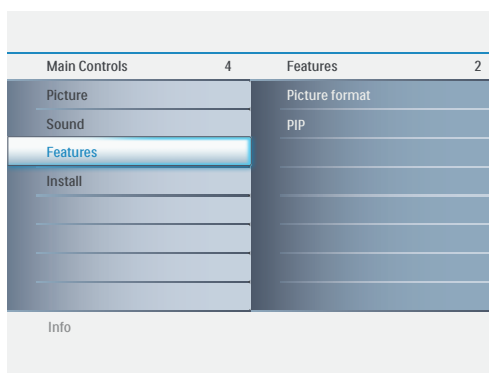 Main Controls 4 Features 2
Picture Picture format
Sound PIP
Features
Install
Info